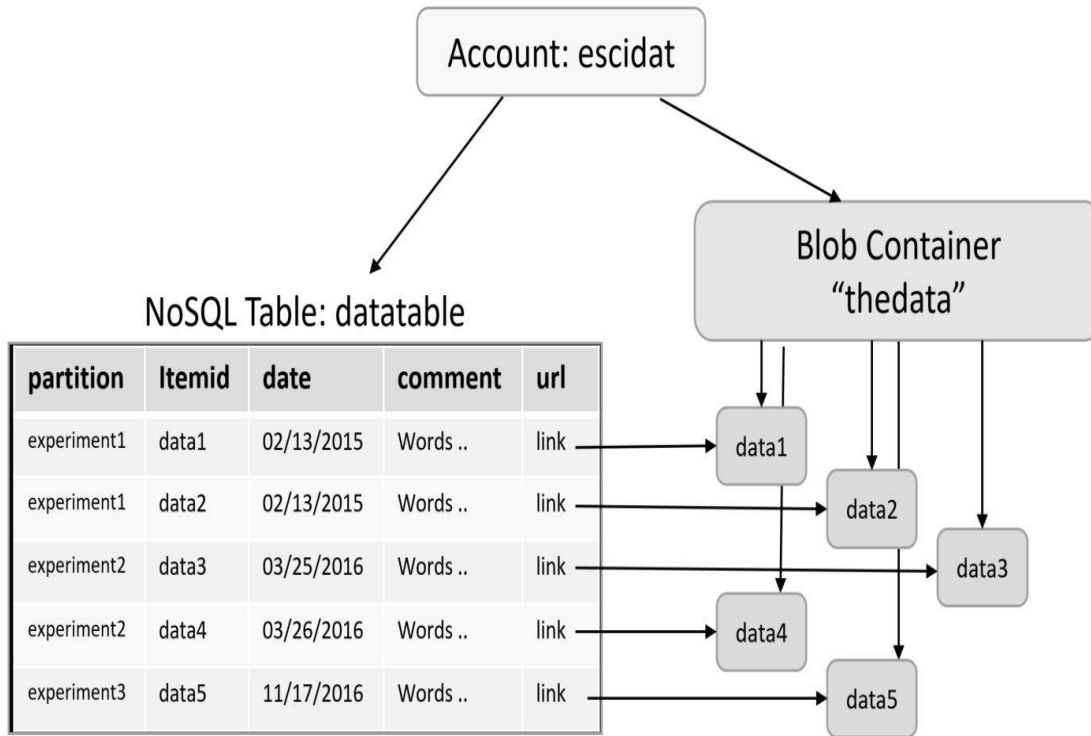 Account: escidat
Blob Container
“thedata”
NoSQL Table: datatable
partition Itemid date comment url
experiment1 data1 02/13/2015 Words .. link
experiment1 data2 02/13/2015 Words .. link
experiment2 data3 03/25/2016 Words .. link
experiment2 data4 03/26/2016 Words .. link
experiment3 data5 11/17/2016 Words .. link
data1
data2
data3
data4
data5